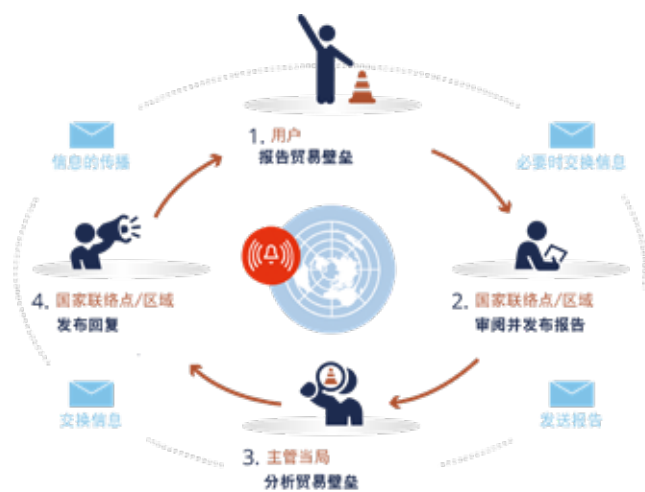 1. 用户
报告贸易壁垒
信息的传播
必要时交换信息
4. 国家联络点/区域
发布回复
2. 国家联络点/区域
审阅并发布报告
交换信息
发送报告
3. 主管当局
分析贸易壁垒